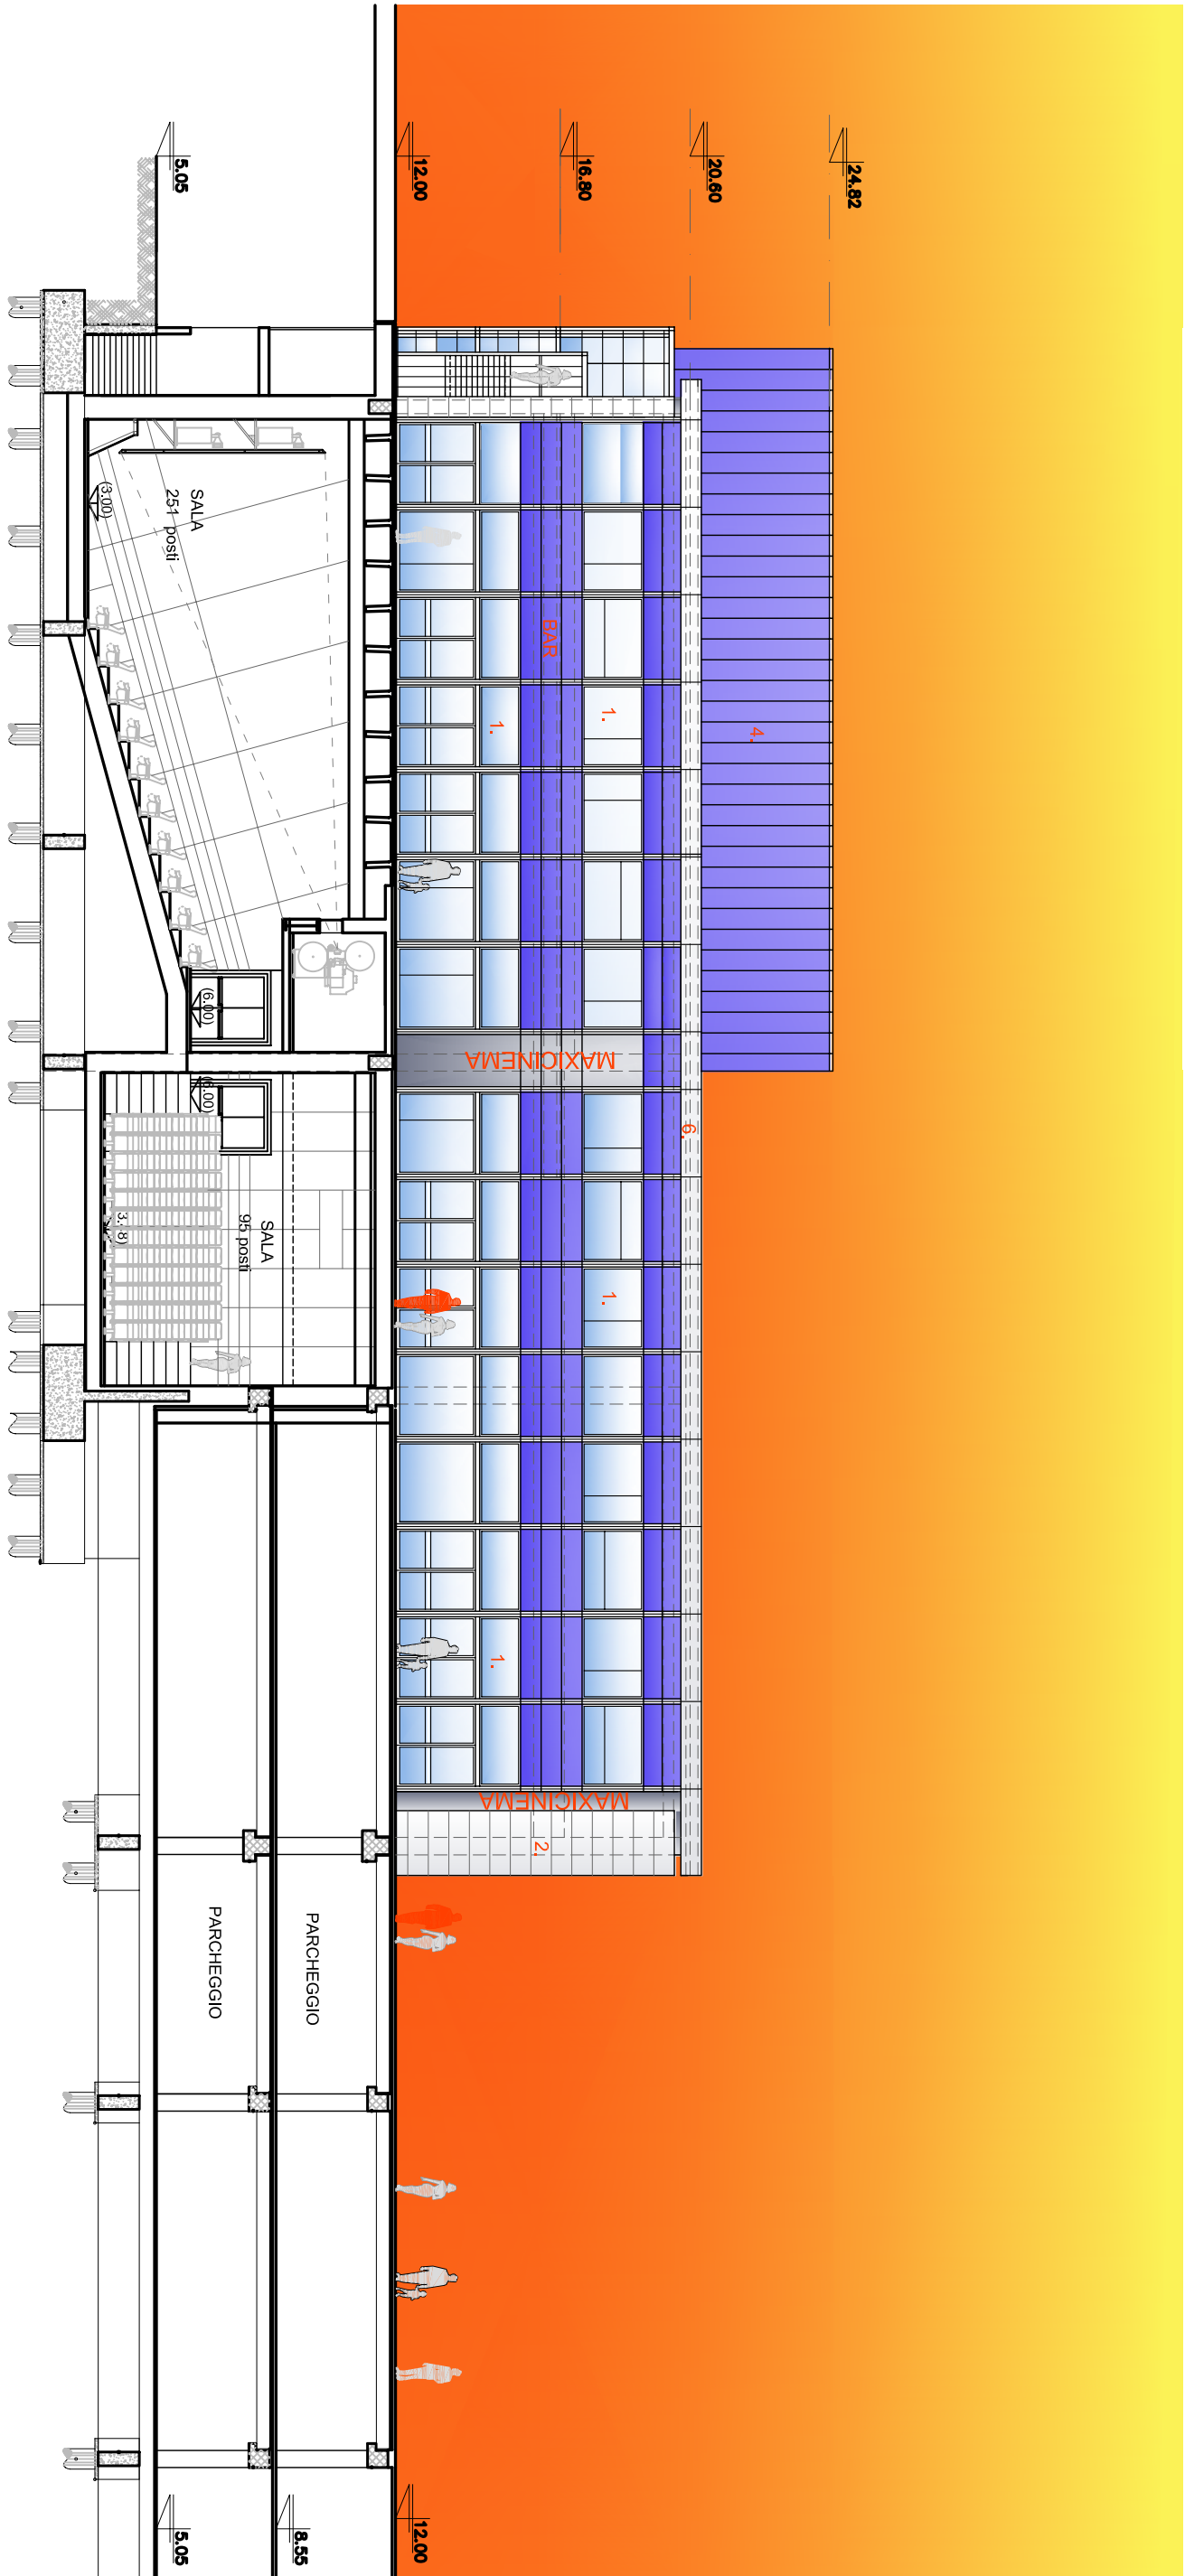 24.82
20.60
16.80
12.00
5.05
4.
6.
1.
1.
1.
1.
BAR
MAXICINEMA
MAXICINEMA
2.
SALA
251 posti
(3.00)
(6.00)
(6.00)
SALA
95 posti
PARCHEGGIO
PARCHEGGIO
12.00
8.55
5.05